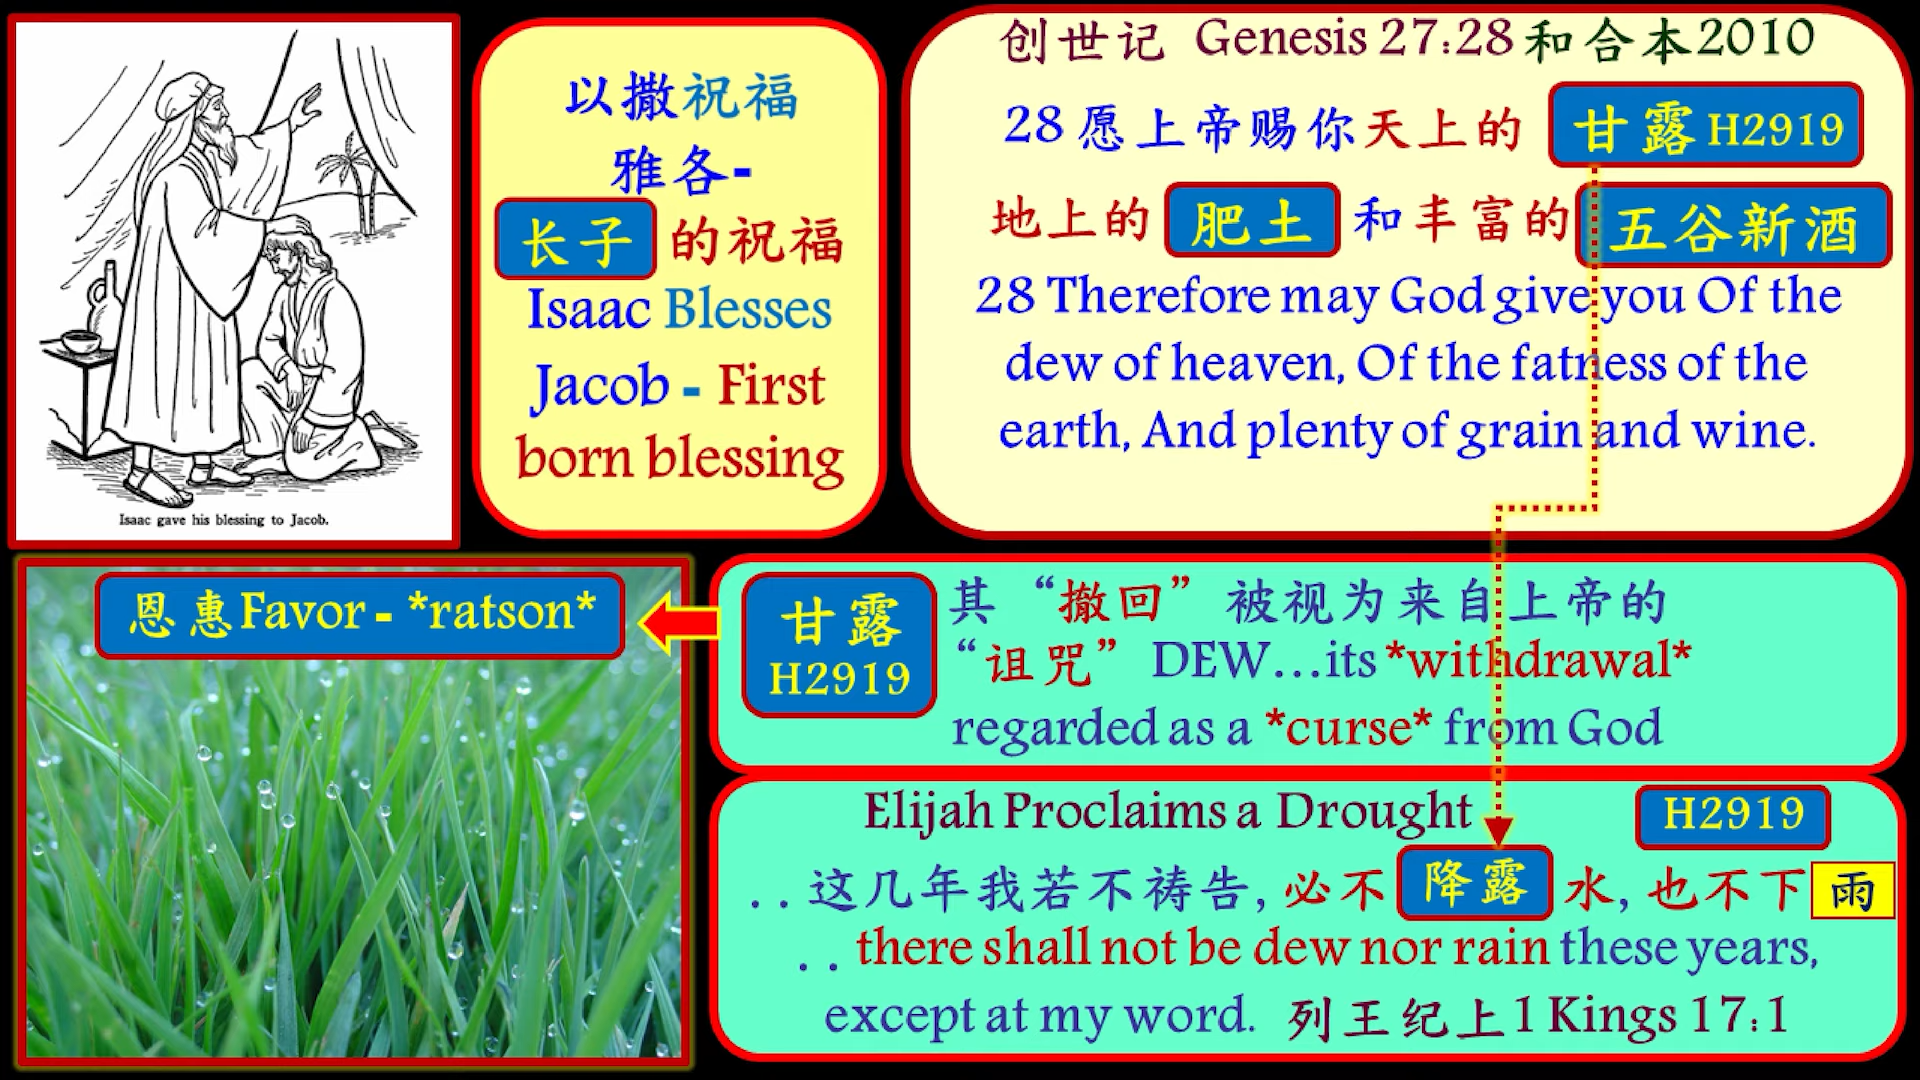 Isaac gave his blessing to Jacob.
以撒祝福
雅各-
长子 的祝福
Isaac Blesses
Jacob - First
born blessing
创世记 Genesis 27:28 和合本2010
28 愿上帝赐你天上的 甘露 H2919
地上的 肥土 和丰富的 五谷新酒
28 Therefore may God give you Of the
dew of heaven, Of the fatness of the
earth, And plenty of grain and wine.
恩惠Favor - *ratson*
甘露
H2919
其“撤回”被视为来自上帝的
“诅咒” DEW...its *withdrawal*
regarded as a *curse* from God
Elijah Proclaims a Drought
H2919
..这几年我若不祷告,必不 降露 水,也不下 雨
..there shall not be dew nor rain these years,
except at my word. 列王纪上1 Kings 17:1